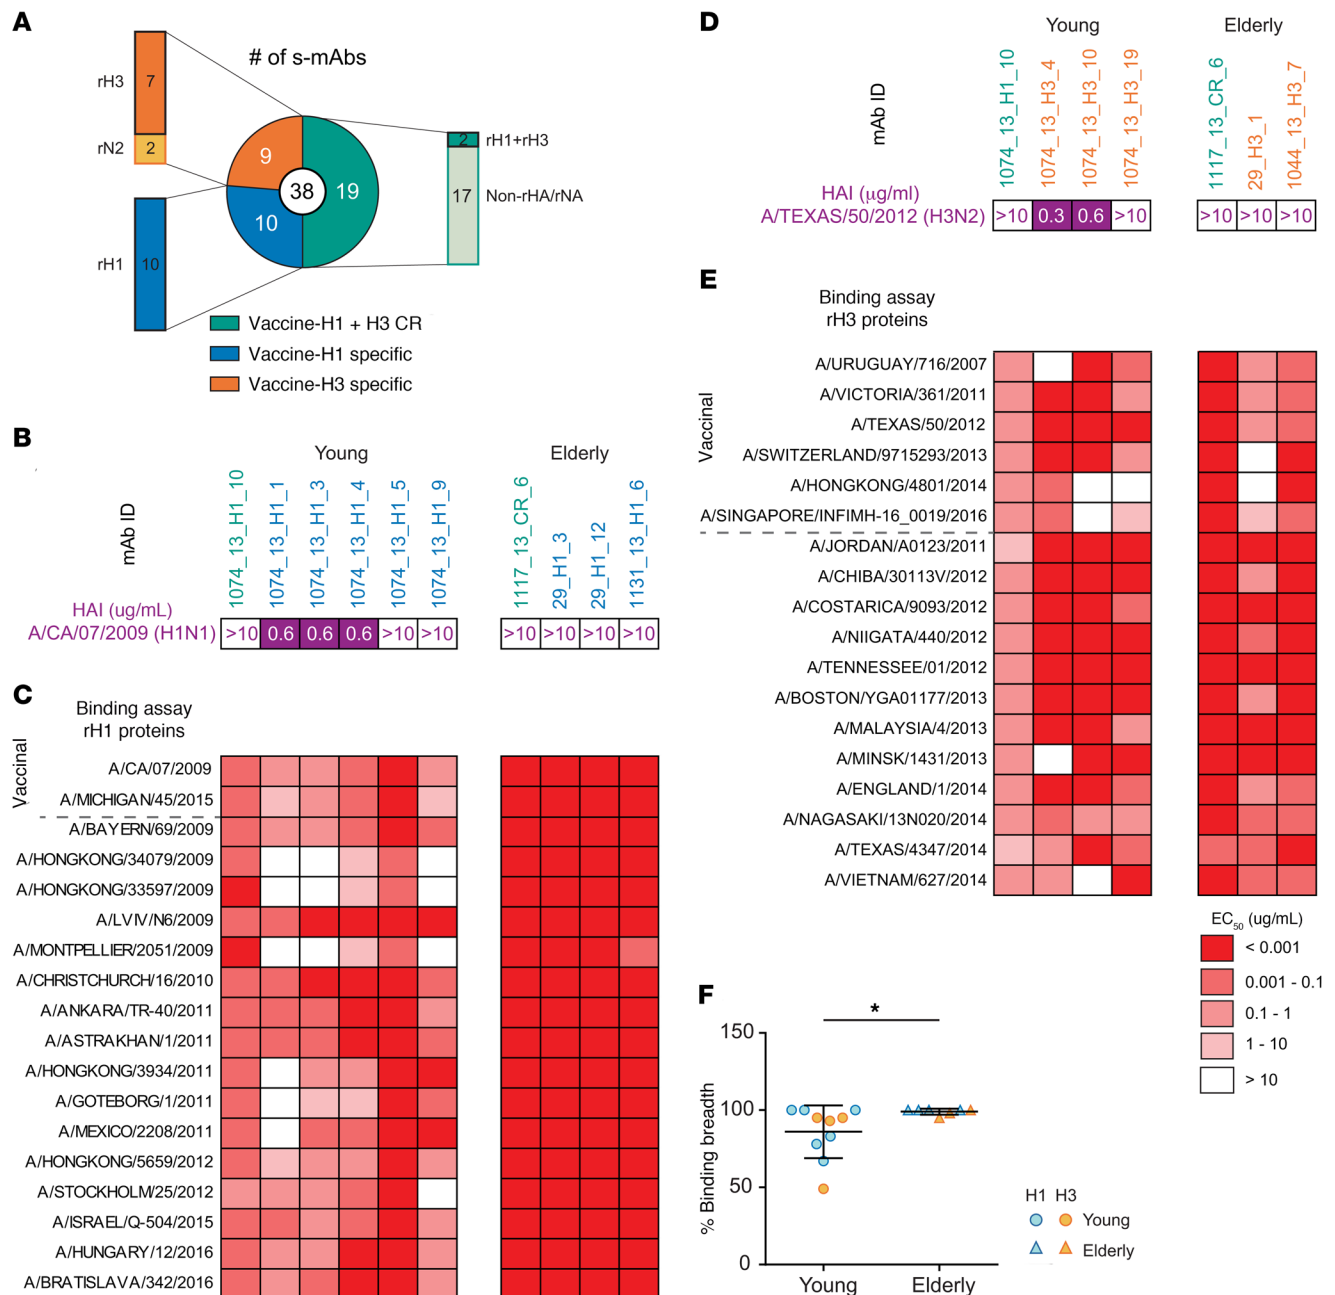 A
# of s-mAbs
rH3
7
rN2
2
rH1
10
9
38
19
10
2
rH1+rH3
17
Non-rHA/rNA
Vaccine-H1 + H3 CR
Vaccine-H1 specific
Vaccine-H3 specific
B
Young
Elderly
mAb ID
1074_13_H1_10
1074_13_H1_1
1074_13_H1_3
1074_13_H1_4
1074_13_H1_5
1074_13_H1_9
1117_13_CR_6
29_H1_3
29_H1_12
1131_13_H1_6
HAI (ug/mL)
A/CA/07/2009 (H1N1)
>10 0.6 0.6 0.6 >10 >10
>10 >10 >10 >10
C
Binding assay
rH1 proteins
Vaccinal
A/CA/07/2009
A/MICHIGAN/45/2015
A/BAYERN/69/2009
A/HONGKONG/34079/2009
A/HONGKONG/33597/2009
A/LVIV/N6/2009
A/MONTPELLIER/2051/2009
A/CHRISTCHURCH/16/2010
A/ANKARA/TR-40/2011
A/ASTRAKHAN/1/2011
A/HONGKONG/3934/2011
A/GOTEBORG/1/2011
A/MEXICO/2208/2011
A/HONGKONG/5659/2012
A/STOCKHOLM/25/2012
A/ISRAEL/Q-504/2015
A/HUNGARY/12/2016
A/BRATISLAVA/342/2016
D
Young
Elderly
mAb ID
1074_13_H1_10
1074_13_H3_4
1074_13_H3_10
1074_13_H3_19
1117_13_CR_6
29_H3_1
1044_13_H3_7
HAI (µg/ml)
A/TEXAS/50/2012 (H3N2)
>10 0.3 0.6 >10
>10 >10 >10
E
Binding assay
rH3 proteins
Vaccinal
A/URUGUAY/716/2007
A/VICTORIA/361/2011
A/TEXAS/50/2012
A/SWITZERLAND/9715293/2013
A/HONGKONG/4801/2014
A/SINGAPORE/INFIMH-16_0019/2016
A/JORDAN/A0123/2011
A/CHIBA/30113V/2012
A/COSTARICA/9093/2012
A/NIIGATA/440/2012
A/TENNESSEE/01/2012
A/BOSTON/YGA01177/2013
A/MALAYSIA/4/2013
A/MINSK/1431/2013
A/ENGLAND/1/2014
A/NAGASAKI/13N020/2014
A/TEXAS/4347/2014
A/VIETNAM/627/2014
EC50 (ug/mL)
< 0.001
0.001 - 0.1
0.1 - 1
1 - 10
> 10
F
*
% Binding breadth
150
100
50
0
Young
Elderly
H1 H3
Young
Elderly